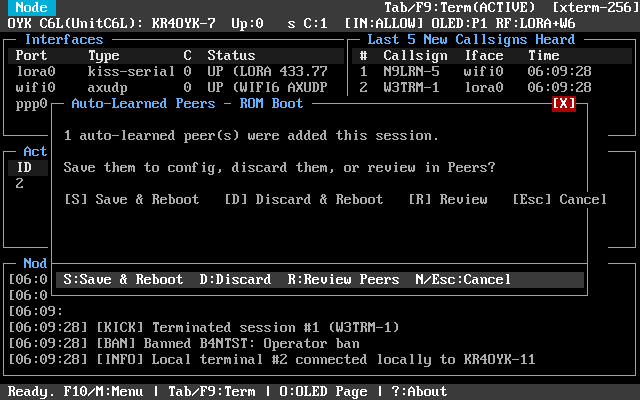 Node Tab/F9:Term(ACTIVE) [xterm-256]
OYK C6L(UnitC6L): KR4OYK-7 Up:0 s C:1 [IN:ALLOW] OLED:P1 RF:LORA+W6
Interfaces Last 5 New Callsigns Heard
Port Type C Status # Callsign Iface Time
lora0 kiss-serial 0 UP (LORA 433.77 1 N9LRN-5 wifi0 06:09:28
wifi0 axudp 0 UP (WIFI6 AXUDP 2 W3TRM-1 lora0 06:09:28
ppp0
Auto-Learned Peers - ROM Boot [X]
1 auto-learned peer(s) were added this session.
Act
Save them to config, discard them, or review in Peers?
ID
2
[S] Save & Reboot [D] Discard & Reboot [R] Review [Esc] Cancel
Nod
[06:0
S:Save & Reboot D:Discard R:Review Peers N/Esc:Cancel
[06:0
[06:09:
[06:09:28] [KICK] Terminated session #1 (W3TRM-1)
[06:09:28] [BAN] Banned B4NTST: Operator ban
[06:09:28] [INFO] Local terminal #2 connected locally to KR4OYK-11
Ready. F10/M:Menu | Tab/F9:Term | O:OLED Page | ?:About